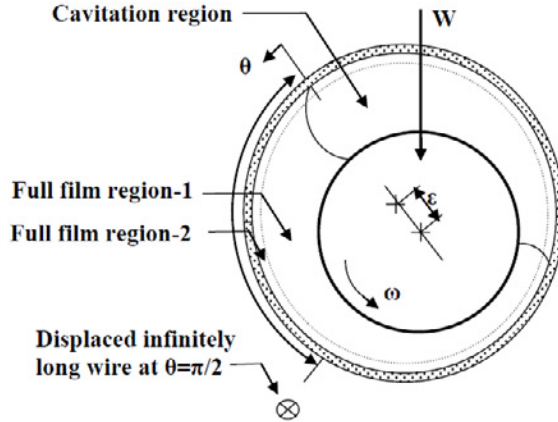 Cavitation region
W
θ
ε
Full film region-1
Full film region-2
ω
Displaced infinitely
long wire at θ=π/2